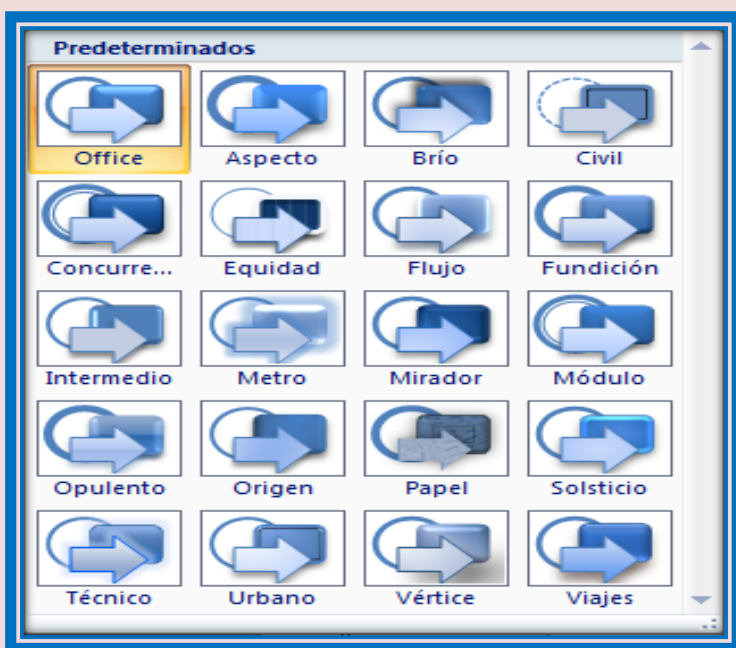 Predeterminados
Office Aspecto Brío Civil
Concurre... Equidad Flujo Fundición
Intermedio Metro Mirador Módulo
Opulento Origen Papel Solsticio
Técnico Urbano Vértice Viajes